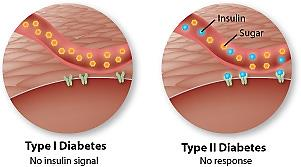 Insulin
Sugar
Type I Diabetes
No insulin signal
Type II Diabetes
No response